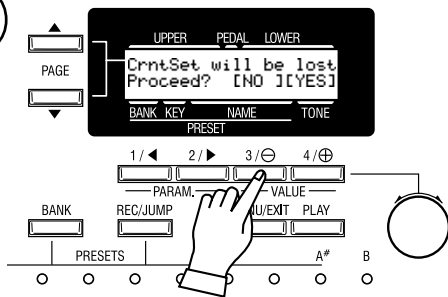 UPPER PEDAL LOWER
CrntSet will be lost
Proceed? [NO ][YES]
BANK KEY NAME TONE
PRESET
PAGE
1/◀ 2/▶ 3/⊖ 4/⊕
PARAM. VALUE
BANK REC/JUMP NU/EXIT PLAY
PRESETS A# B